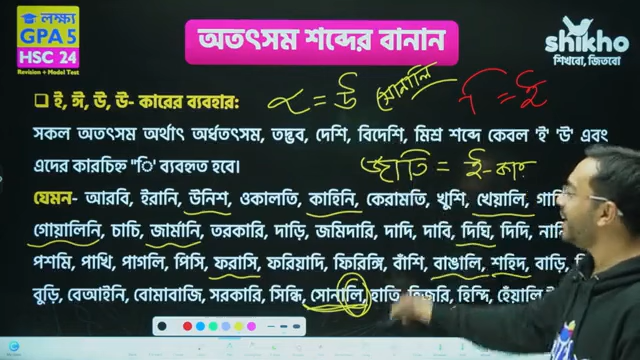 লক্ষ্য
GPA 5
HSC 24
Revision + Model Test
অতৎসম শব্দের বানান
shikho
শিখবো, জিতবো
❑ ই, ঈ, উ, ঊ- কারের ব্যবহার:
= উ
সোনালি
ি = ই
সকল অতৎসম অর্থাৎ অর্ধতৎসম, তদ্ভব, দেশি, বিদেশি, মিশ্র শব্দে কেবল 'ই' 'উ' এবং
এদের কারচিহ্ন "ি" ব্যবহৃত হবে।
জাতি = ই-কার
যেমন- আরবি, ইরানি, উনিশ, ওকালতি, কাহিনি, কেরামতি, খুশি, খেয়ালি,
গোয়ালিনি, চাচি, জার্মানি, তরকারি, দাড়ি, জমিদারি, দাদি, দাবি, দিঘি, দিদি,
পশমি, পাখি, পাগলি, পিসি, ফরাসি, ফরিয়াদি, ফিরিঙ্গি, বাঁশি, বাঙালি, শহিদ, বাড়ি,
বুড়ি, বেআইনি, বোমাবাজি, সরকারি, সিন্ধি, সোনালি, হাতি, হিজরি, হিন্দি, হেঁয়ালি